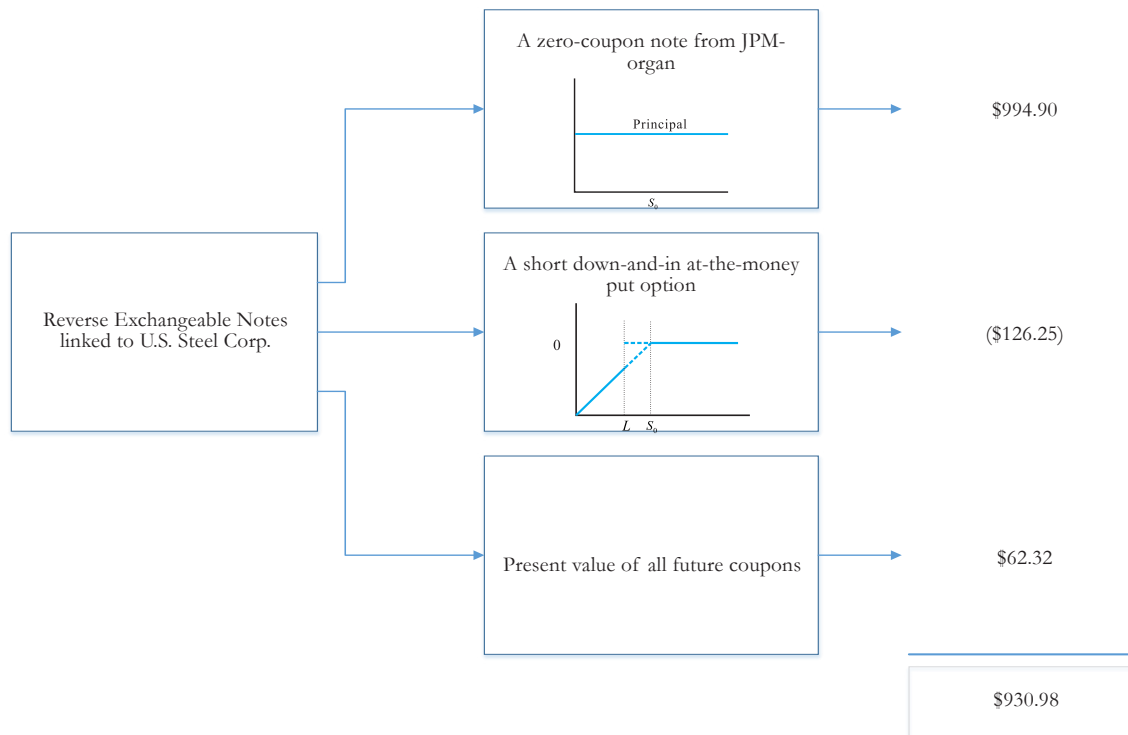 A zero-coupon note from JPM-
organ
Principal
S₀
$994.90
Reverse Exchangeable Notes
linked to U.S. Steel Corp.
A short down-and-in at-the-money
put option
0
L S₀
($126.25)
Present value of all future coupons
$62.32
$930.98